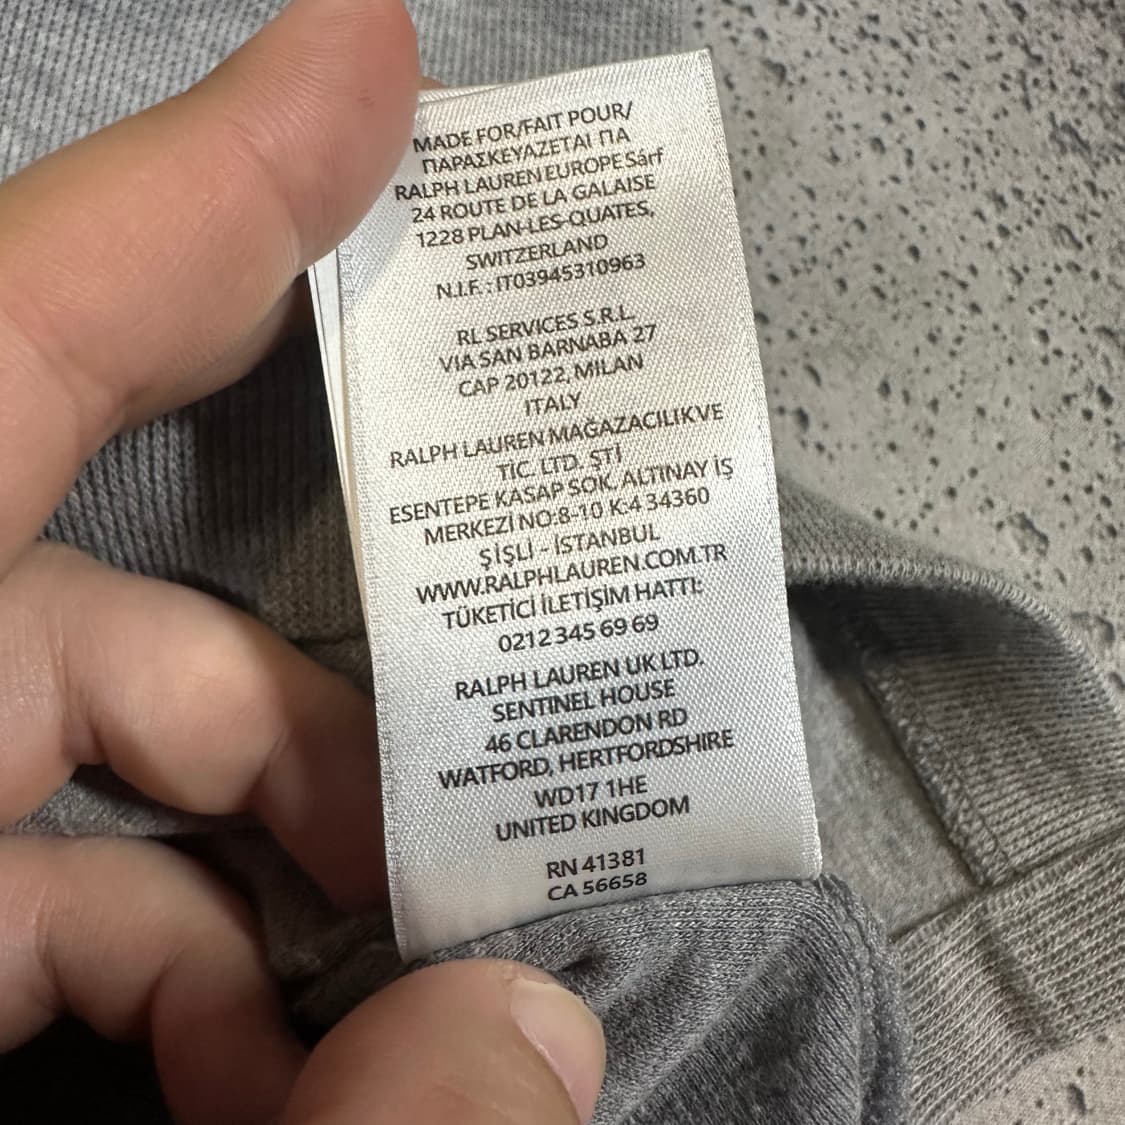 MADE FOR/FAIT POUR/
ΠΑΡΑΣΚΕΥΑΖΕΤΑΙ ΠΑ
RALPH LAUREN EUROPE Sárf
24 ROUTE DE LA GALAISE
1228 PLAN-LES-QUATES,
SWITZERLAND
N.I.F. : IT03945310963
RL SERVICES S.R.L.
VIA SAN BARNABA 27
CAP 20122, MILAN
ITALY
RALPH LAUREN MAĞAZACILIK VE
TİC. LTD. ŞTİ
ESENTEPE KASAP SOK. ALTINAY İŞ
MERKEZİ NO:8-10 K:4 34360
ŞİŞLİ - İSTANBUL
WWW.RALPHLAUREN.COM.TR
TÜKETİCİ İLETİŞİM HATTI:
0212 345 69 69
RALPH LAUREN UK LTD.
SENTINEL HOUSE
46 CLARENDON RD
WATFORD, HERTFORDSHIRE
WD17 1HE
UNITED KINGDOM
RN 41381
CA 56658